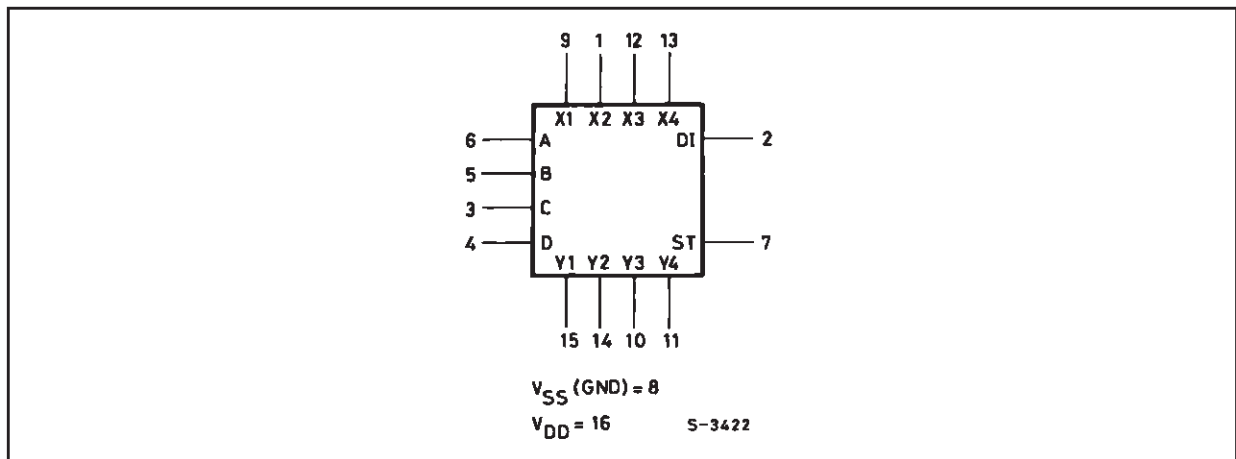 9 1 12 13
X1 X2 X3 X4
6 A DI 2
5 B
3 C
4 D ST 7
Y1 Y2 Y3 Y4
15 14 10 11
VSS (GND) = 8
VDD = 16 S-3422